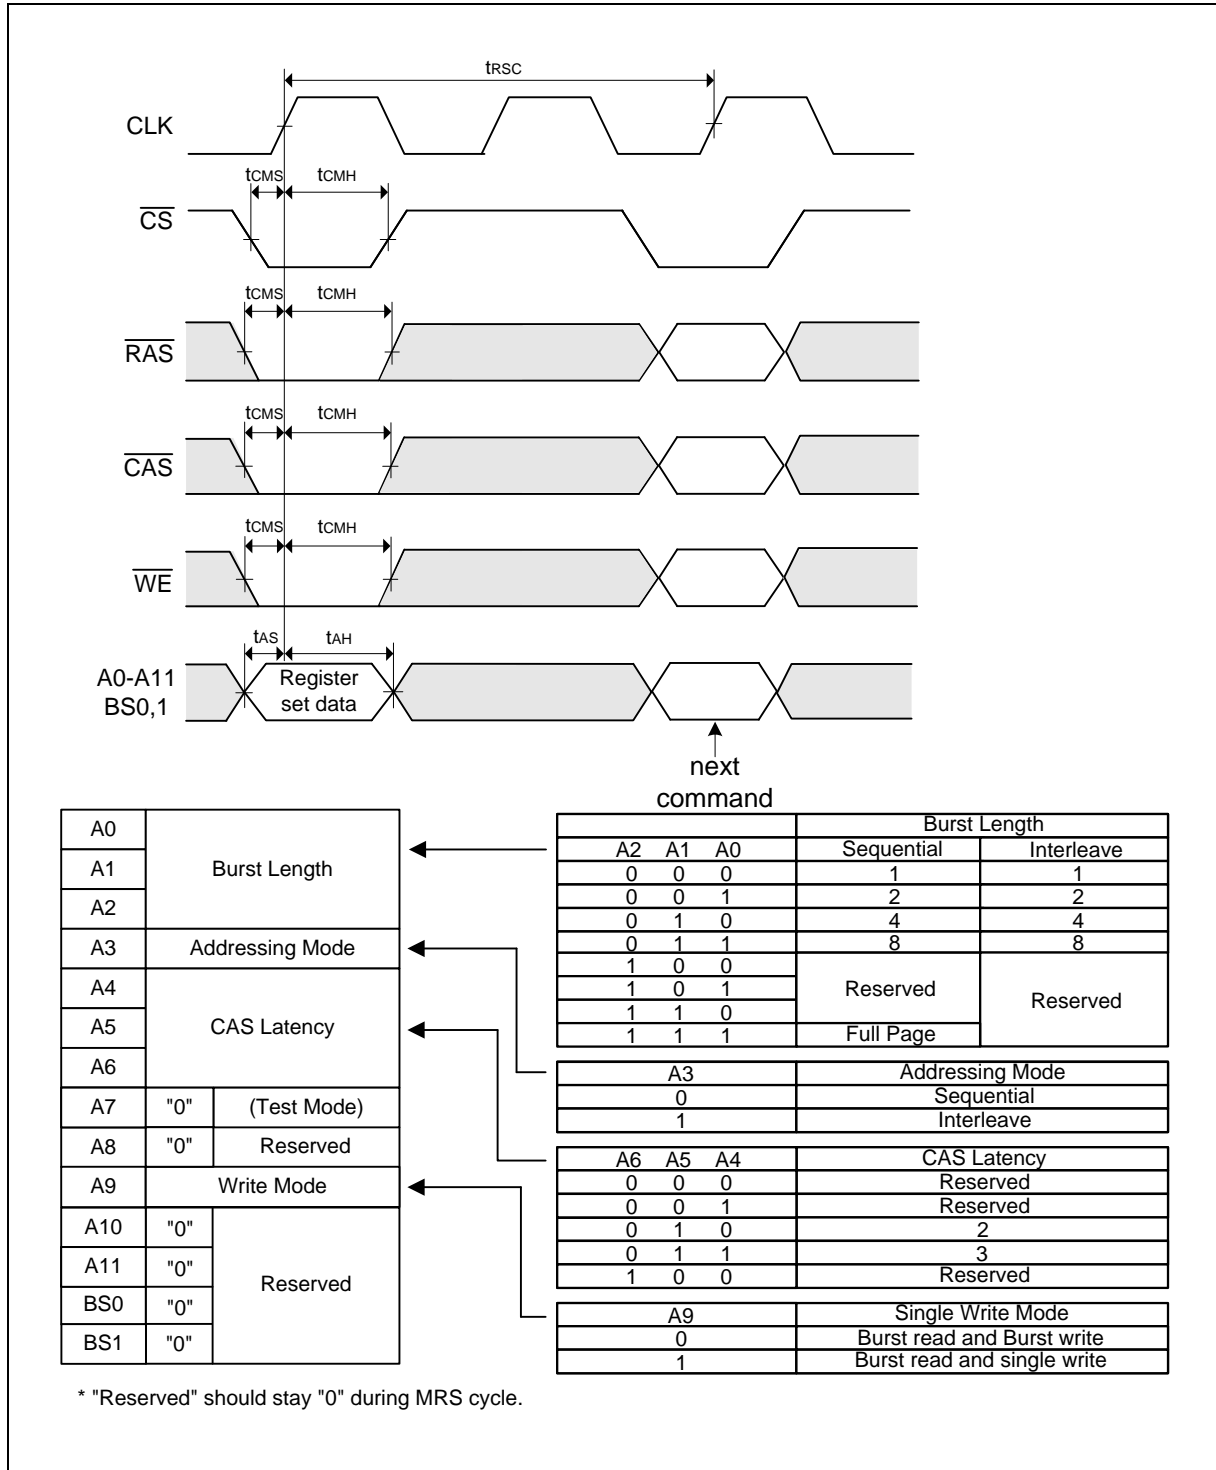 tRSC
CLK
tCMS tCMH
CS
tCMS tCMH
RAS
tCMS tCMH
CAS
tCMS tCMH
WE
tAS tAH
A0-A11
BS0,1
Register
set data
next
command
A0
A1 Burst Length
A2
A3 Addressing Mode
A4
A5 CAS Latency
A6
A7 "0" (Test Mode)
A8 "0" Reserved
A9 Write Mode
A10 "0"
A11 "0"
Reserved
BS0 "0"
BS1 "0"
Burst Length
A2 A1 A0 Sequential Interleave
0 0 0 1 1
0 0 1 2 2
0 1 0 4 4
0 1 1 8 8
1 0 0
1 0 1 Reserved Reserved
1 1 0
1 1 1 Full Page
A3 Addressing Mode
0 Sequential
1 Interleave
A6 A5 A4 CAS Latency
0 0 0 Reserved
0 0 1 Reserved
0 1 0 2
0 1 1 3
1 0 0 Reserved
A9 Single Write Mode
0 Burst read and Burst write
1 Burst read and single write
* "Reserved" should stay "0" during MRS cycle.